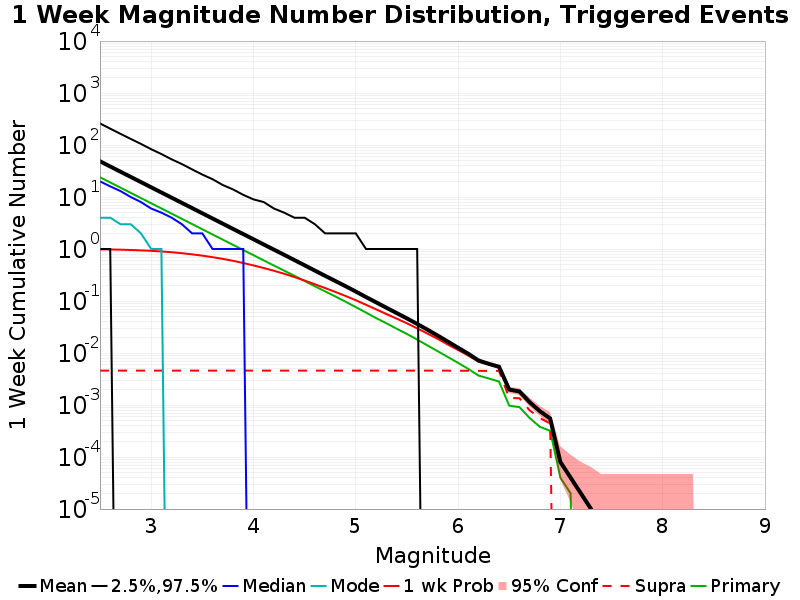 1 Week Magnitude Number Distribution, Triggered Events
1 Week Cumulative Number
10^4
10^3
10^2
10^1
10^0
10^-1
10^-2
10^-3
10^-4
10^-5
3 4 5 6 7 8 9
Magnitude
Mean 2.5%,97.5% Median Mode 1 wk Prob 95% Conf Supra Primary